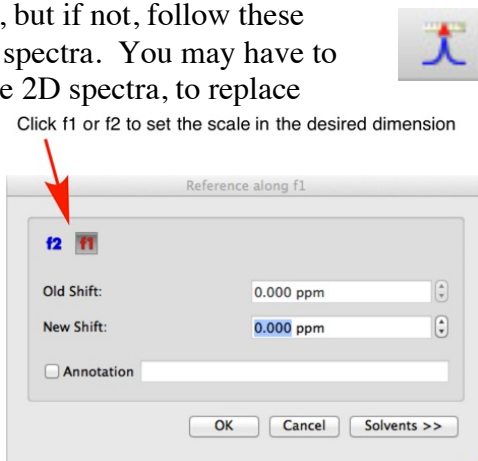 , but if not, follow these
spectra. You may have to
e 2D spectra, to replace
Click f1 or f2 to set the scale in the desired dimension
Reference along f1
f2 f1
Old Shift: 0.000 ppm
New Shift: 0.000 ppm
Annotation
OK Cancel Solvents >>